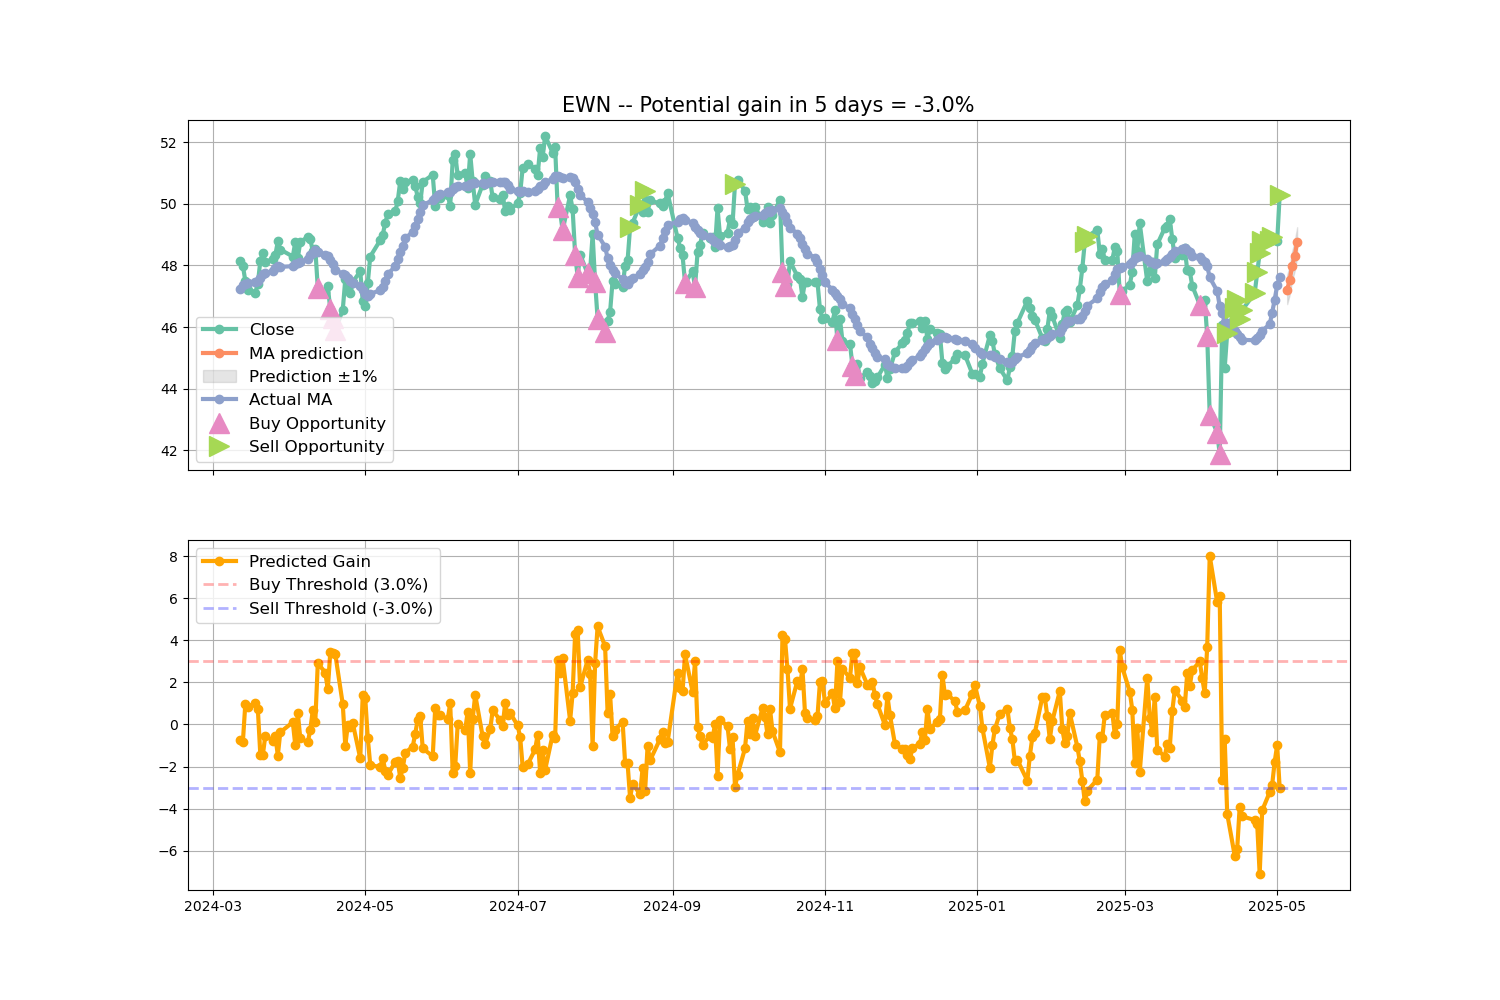 EWN -- Potential gain in 5 days = -3.0%
52
50
48
46
44
42
Close
MA prediction
Prediction ±1%
Actual MA
Buy Opportunity
Sell Opportunity
8
6
4
2
0
−2
−4
−6
Predicted Gain
Buy Threshold (3.0%)
Sell Threshold (-3.0%)
2024-03
2024-05
2024-07
2024-09
2024-11
2025-01
2025-03
2025-05